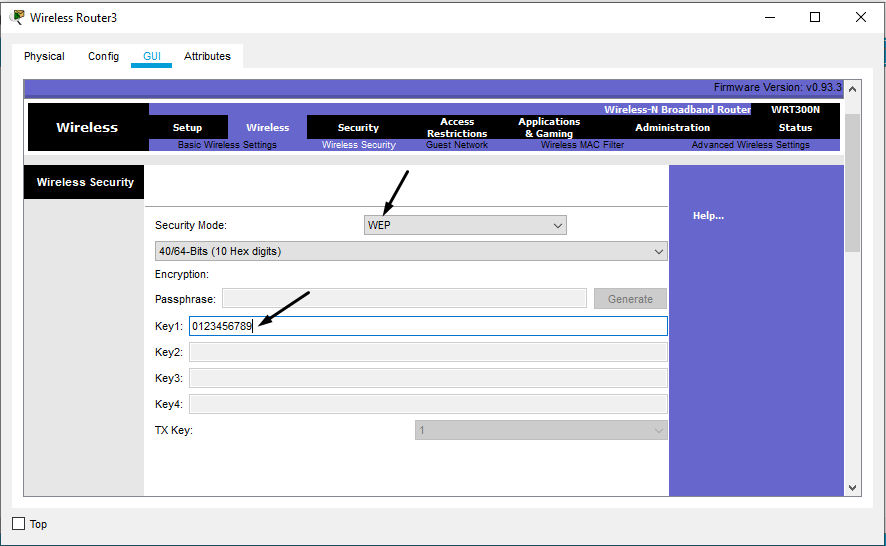 Wireless Router3
Physical Config GUI Attributes
Firmware Version: v0.93.3
Wireless-N Broadband Router WRT300N
Wireless
Setup Wireless Security Access Restrictions Applications & Gaming Administration Status
Basic Wireless Settings Wireless Security Guest Network Wireless MAC Filter Advanced Wireless Settings
Wireless Security
Help...
Security Mode: WEP
40/64-Bits (10 Hex digits)
Encryption:
Passphrase: Generate
Key1: 0123456789
Key2:
Key3:
Key4:
TX Key: 1
Top